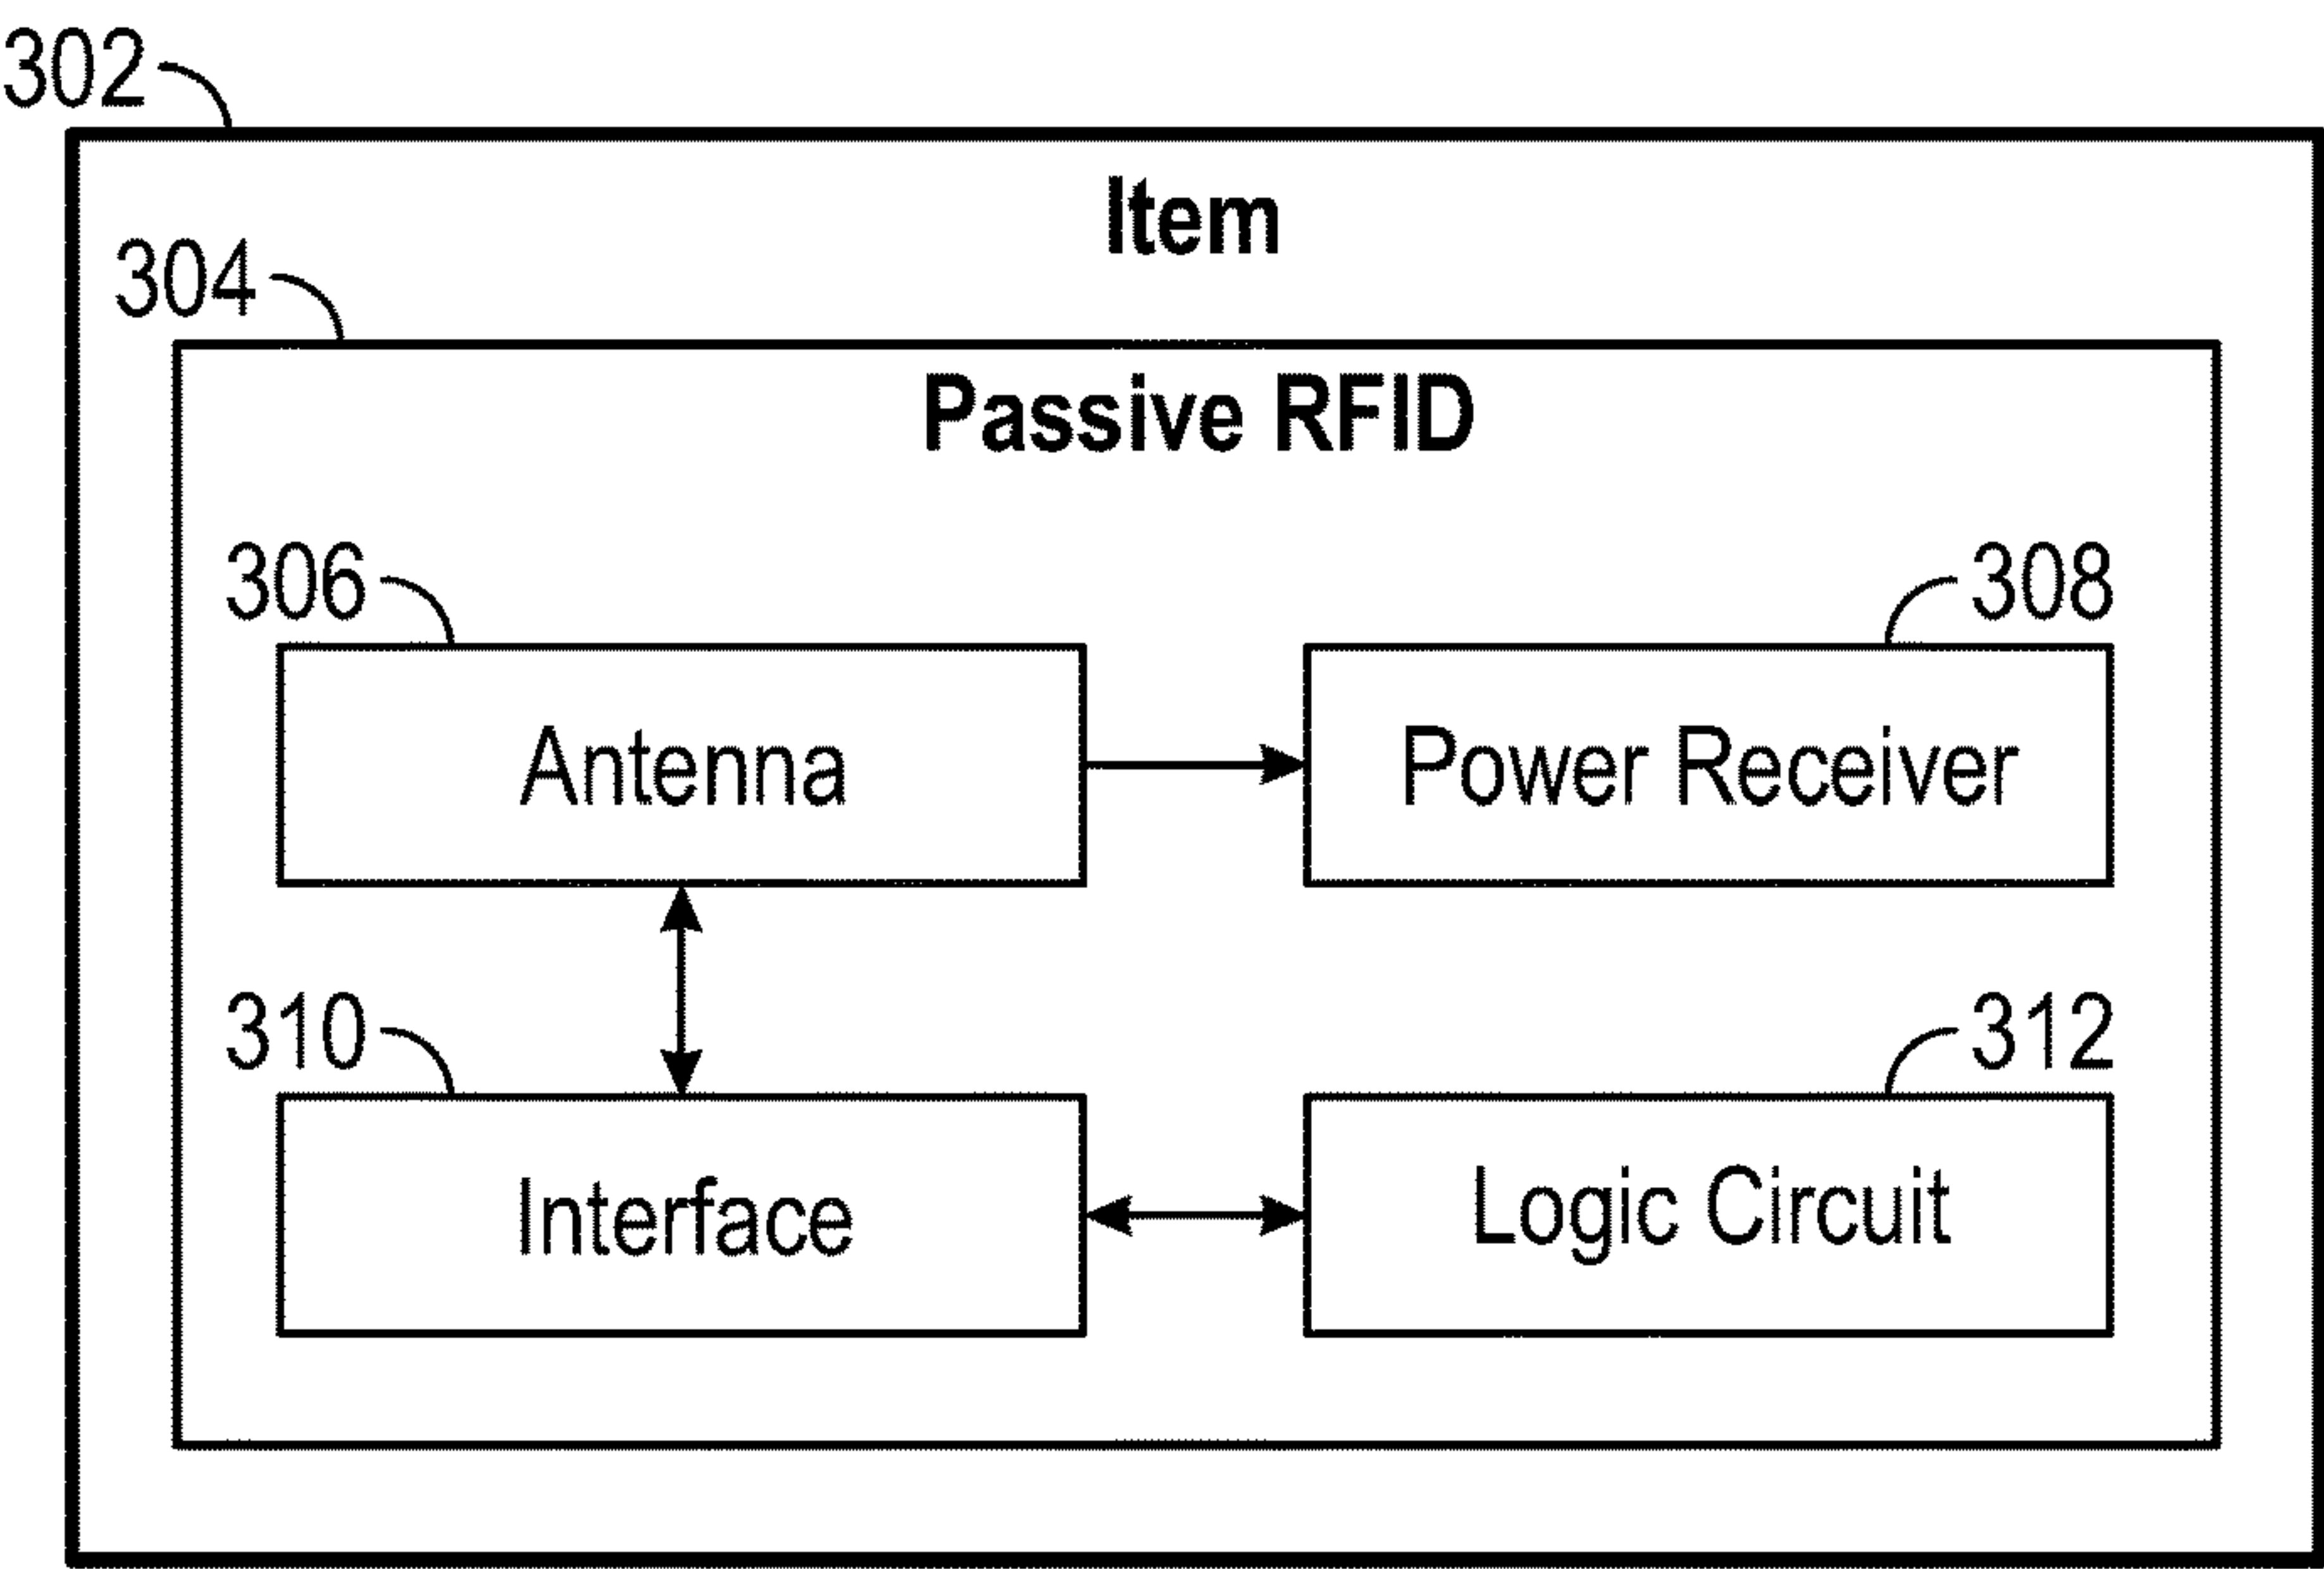 302
Item
304
Passive RFID
306
308
Antenna
Power Receiver
310
312
Interface
Logic Circuit